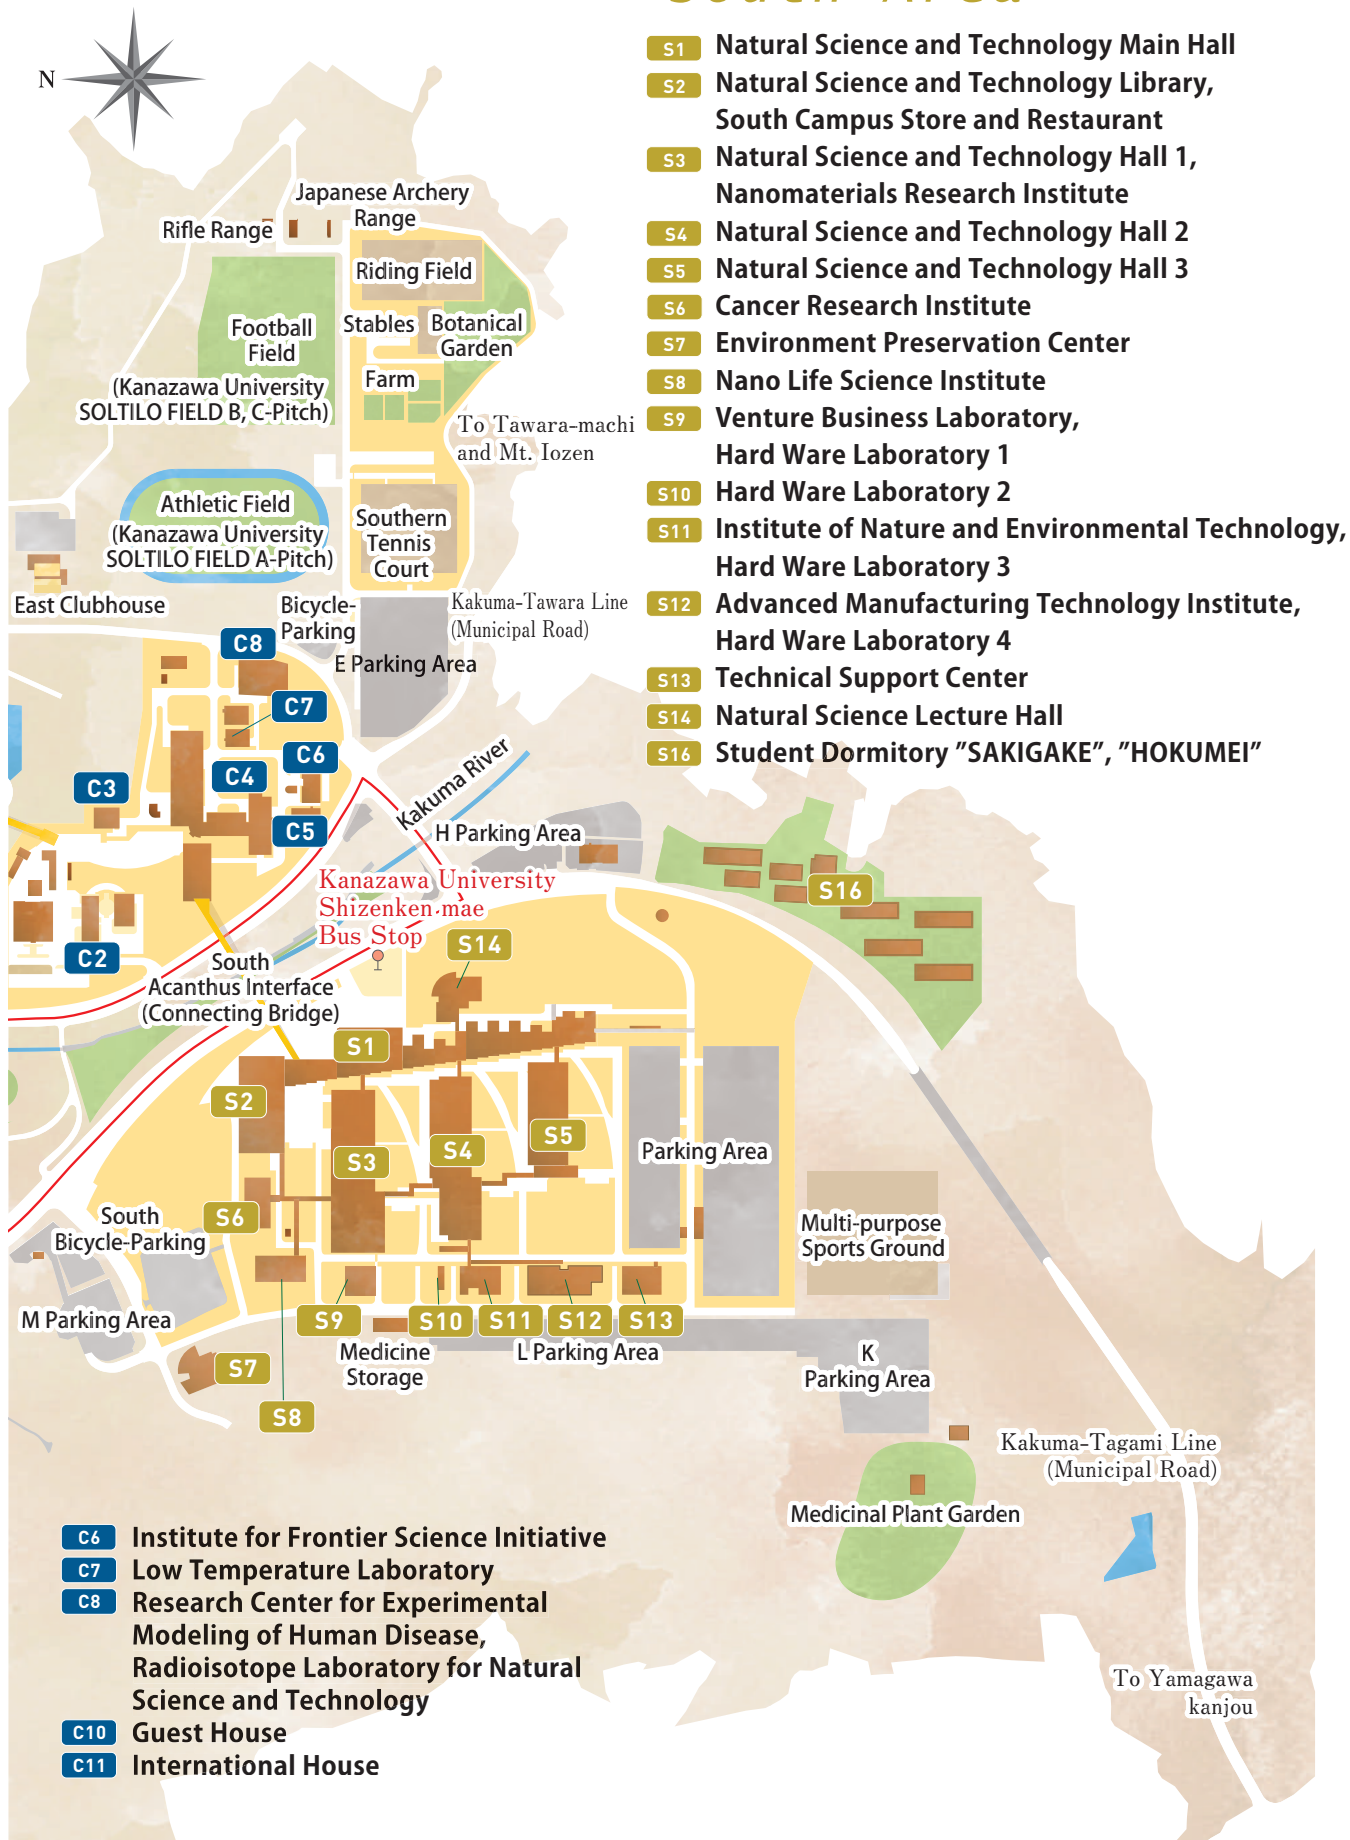 South Area
S1 Natural Science and Technology Main Hall
S2 Natural Science and Technology Library,
South Campus Store and Restaurant
S3 Natural Science and Technology Hall 1,
Nanomaterials Research Institute
S4 Natural Science and Technology Hall 2
S5 Natural Science and Technology Hall 3
S6 Cancer Research Institute
S7 Environment Preservation Center
S8 Nano Life Science Institute
S9 Venture Business Laboratory,
Hard Ware Laboratory 1
S10 Hard Ware Laboratory 2
S11 Institute of Nature and Environmental Technology,
Hard Ware Laboratory 3
S12 Advanced Manufacturing Technology Institute,
Hard Ware Laboratory 4
S13 Technical Support Center
S14 Natural Science Lecture Hall
S16 Student Dormitory ”SAKIGAKE”, ”HOKUMEI”
N
Japanese Archery
Range
Rifle Range
Riding Field
Stables
Botanical
Garden
Football
Field
(Kanazawa University
SOLTILO FIELD B, C-Pitch)
Farm
To Tawara-machi
and Mt. Iozen
Athletic Field
(Kanazawa University
SOLTILO FIELD A-Pitch)
Southern
Tennis
Court
East Clubhouse
Bicycle-
Parking
Kakuma-Tawara Line
(Municipal Road)
E Parking Area
C8
C7
C6
C4
C3
C5
Kakuma River
H Parking Area
Kanazawa University
Shizenken-mae
Bus Stop
S16
C2
S14
South
Acanthus Interface
(Connecting Bridge)
S1
S2
S3
S4
S5
Parking Area
S6
South
Bicycle-Parking
Multi-purpose
Sports Ground
M Parking Area
S9
S10
S11
S12
S13
Medicine
Storage
L Parking Area
K
Parking Area
S7
S8
Kakuma-Tagami Line
(Municipal Road)
Medicinal Plant Garden
To Yamagawa
kanjou
C6 Institute for Frontier Science Initiative
C7 Low Temperature Laboratory
C8 Research Center for Experimental
Modeling of Human Disease,
Radioisotope Laboratory for Natural
Science and Technology
C10 Guest House
C11 International House